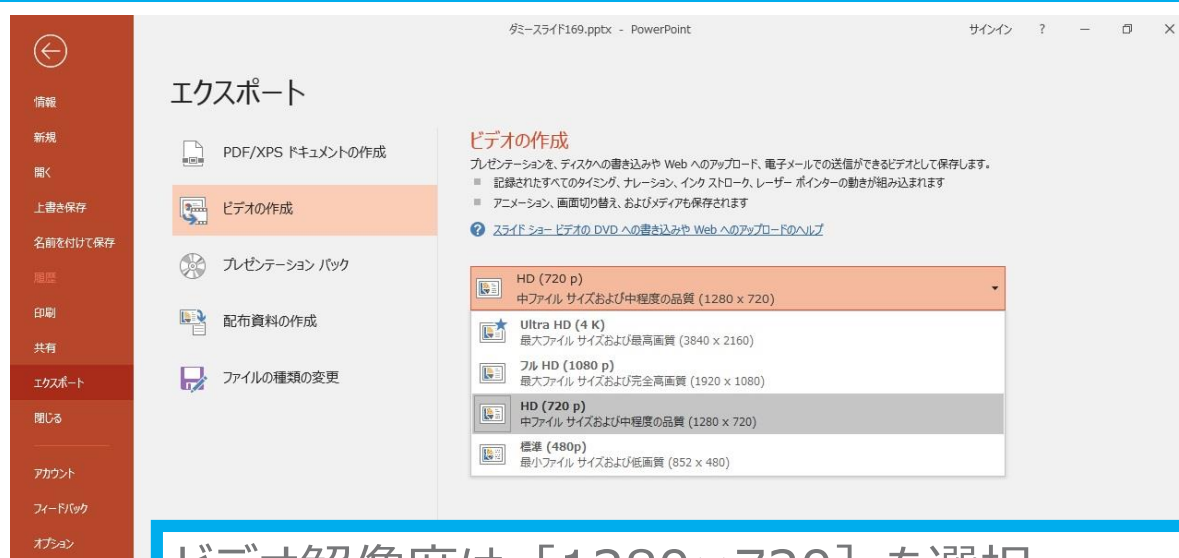 ダミースライド169.pptx - PowerPoint
サインイン ? – X
情報
新規
開く
上書き保存
名前を付けて保存
履歴
印刷
共有
エクスポート
閉じる
アカウント
フィードバック
オプション
エクスポート
PDF/XPS ドキュメントの作成
ビデオの作成
プレゼンテーション パック
配布資料の作成
ファイルの種類の変更
ビデオの作成
プレゼンテーションを、ディスクへの書き込みや Web へのアップロード、電子メールでの送信ができるビデオとして保存します。
記録されたすべてのタイミング、ナレーション、インク ストローク、レーザー ポインターの動きが組み込まれます
アニメーション、画面切り替え、およびメディアも保存されます
スライド ショー ビデオの DVD への書き込みや Web へのアップロードのヘルプ
HD (720 p)
中ファイル サイズおよび中程度の品質 (1280 x 720)
Ultra HD (4 K)
最大ファイル サイズおよび最高画質 (3840 x 2160)
フル HD (1080 p)
最大ファイル サイズおよび完全高画質 (1920 x 1080)
HD (720 p)
中ファイル サイズおよび中程度の品質 (1280 x 720)
標準 (480p)
最小ファイル サイズおよび低画質 (852 x 480)
ビデオ解像度は［1280×720］を選択